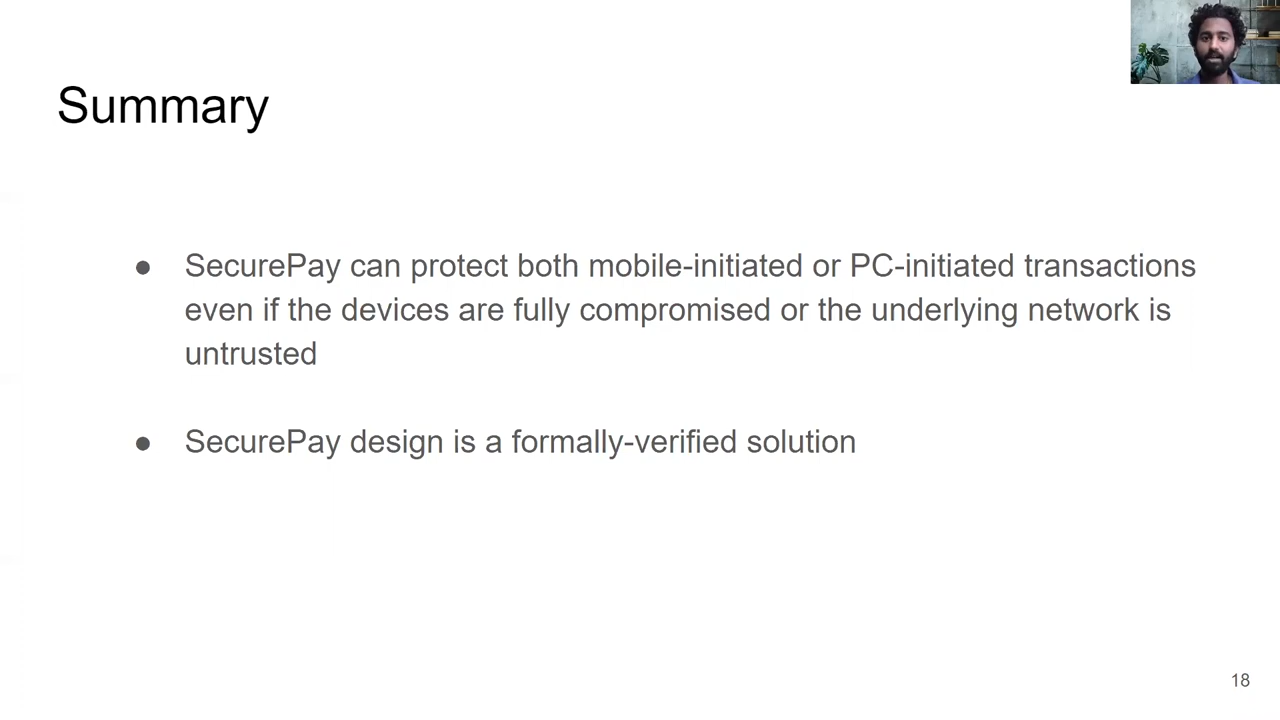 Summary
● SecurePay can protect both mobile-initiated or PC-initiated transactions
even if the devices are fully compromised or the underlying network is
untrusted
● SecurePay design is a formally-verified solution
18